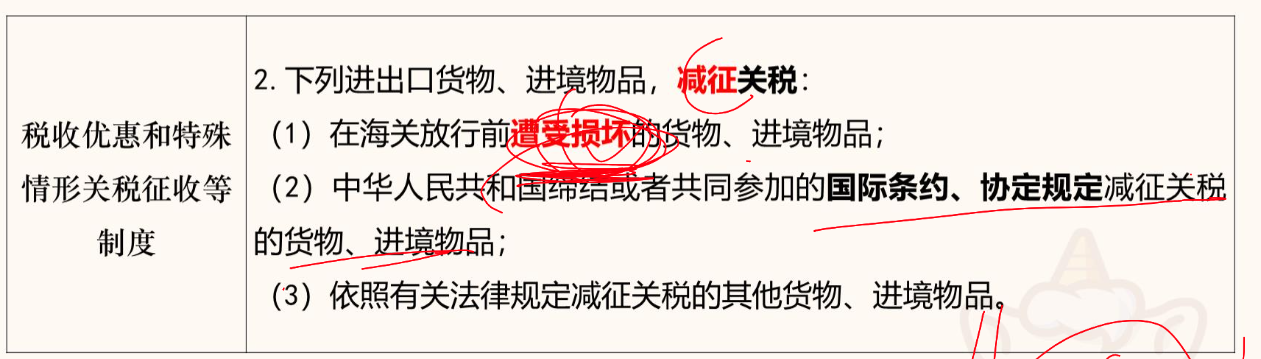 税收优惠和特殊
情形关税征收等
制度
2. 下列进出口货物、进境物品，减征关税：
（1）在海关放行前遭受损坏的货物、进境物品；
（2）中华人民共和国缔结或者共同参加的国际条约、协定规定减征关税
的货物、进境物品；
（3）依照有关法律规定减征关税的其他货物、进境物品。